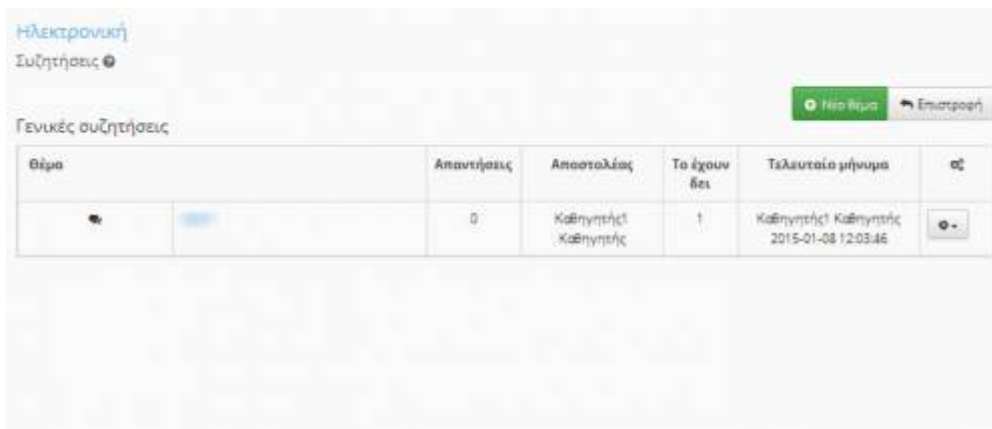 Ηλεκτρονική
Συζητήσεις
Νέο θέμα
Επιστροφή
Γενικές συζητήσεις
Θέμα
Απαντήσεις
Αποστολέας
Το έχουν
δει
Τελευταίο μήνυμα
0
Καθηγητής1
Καθηγητής
1
Καθηγητής1 Καθηγητής
2015-01-08 12:03:46